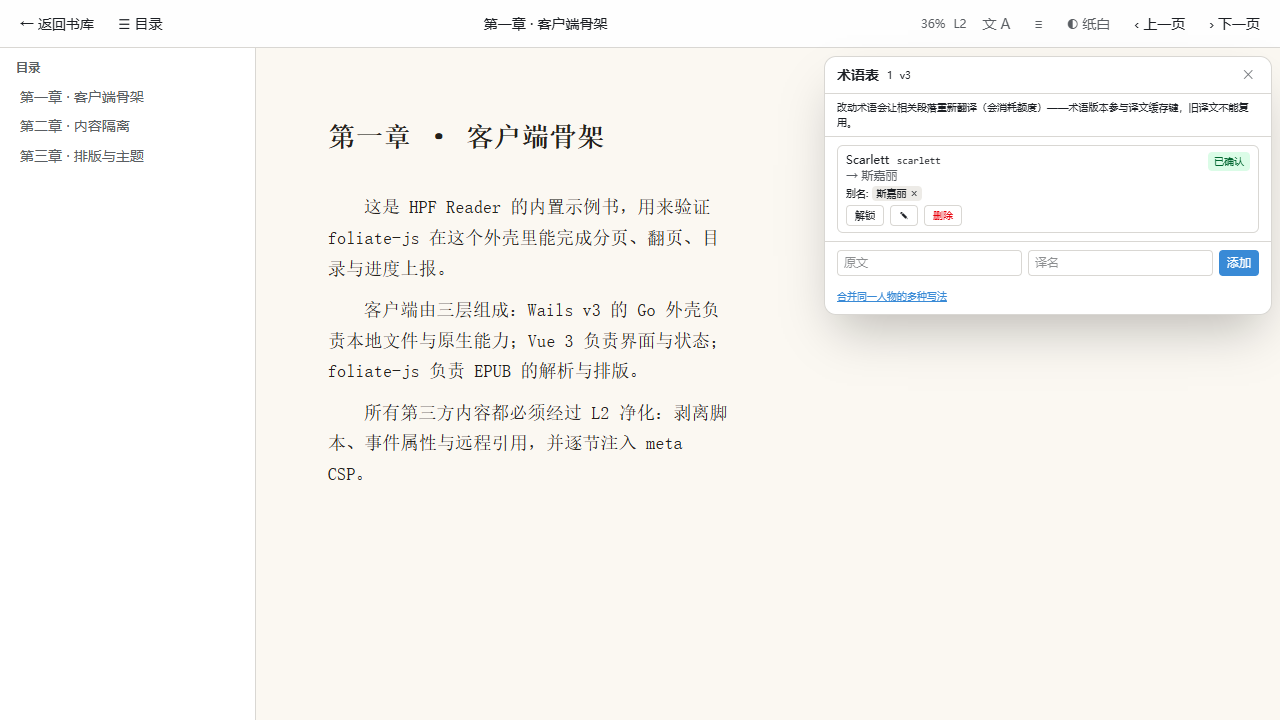 ← 返回书库 ☰ 目录 第一章 · 客户端骨架 36% L2 文 A ≡ ◐ 纸白 ‹ 上一页 › 下一页
目录
第一章 · 客户端骨架
第二章 · 内容隔离
第三章 · 排版与主题
第一章 · 客户端骨架
这是 HPF Reader 的内置示例书，用来验证
foliate-js 在这个外壳里能完成分页、翻页、目
录与进度上报。
客户端由三层组成：Wails v3 的 Go 外壳负
责本地文件与原生能力；Vue 3 负责界面与状态；
foliate-js 负责 EPUB 的解析与排版。
所有第三方内容都必须经过 L2 净化：剥离脚
本、事件属性与远程引用，并逐节注入 meta
CSP。
术语表 1 v3 ×
改动术语会让相关段落重新翻译（会消耗额度）——术语版本参与译文缓存键，旧译文不能复
用。
Scarlett scarlett 已确认
→ 斯嘉丽
别名: 斯嘉丽 ×
解锁 ✎ 删除
原文 译名 添加
合并同一人物的多种写法